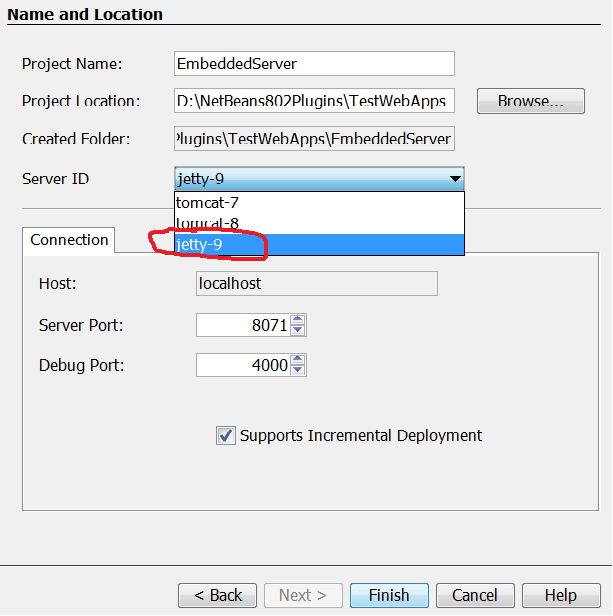 Name and Location
Project Name: EmbeddedServer
Project Location: D:\NetBeans802Plugins\TestWebApps Browse...
Created Folder: Plugins\TestWebApps\EmbeddedServer
Server ID jetty-9
tomcat-7
tomcat-8
jetty-9
Connection
Host: localhost
Server Port: 8071
Debug Port: 4000
Supports Incremental Deployment
< Back Next > Finish Cancel Help